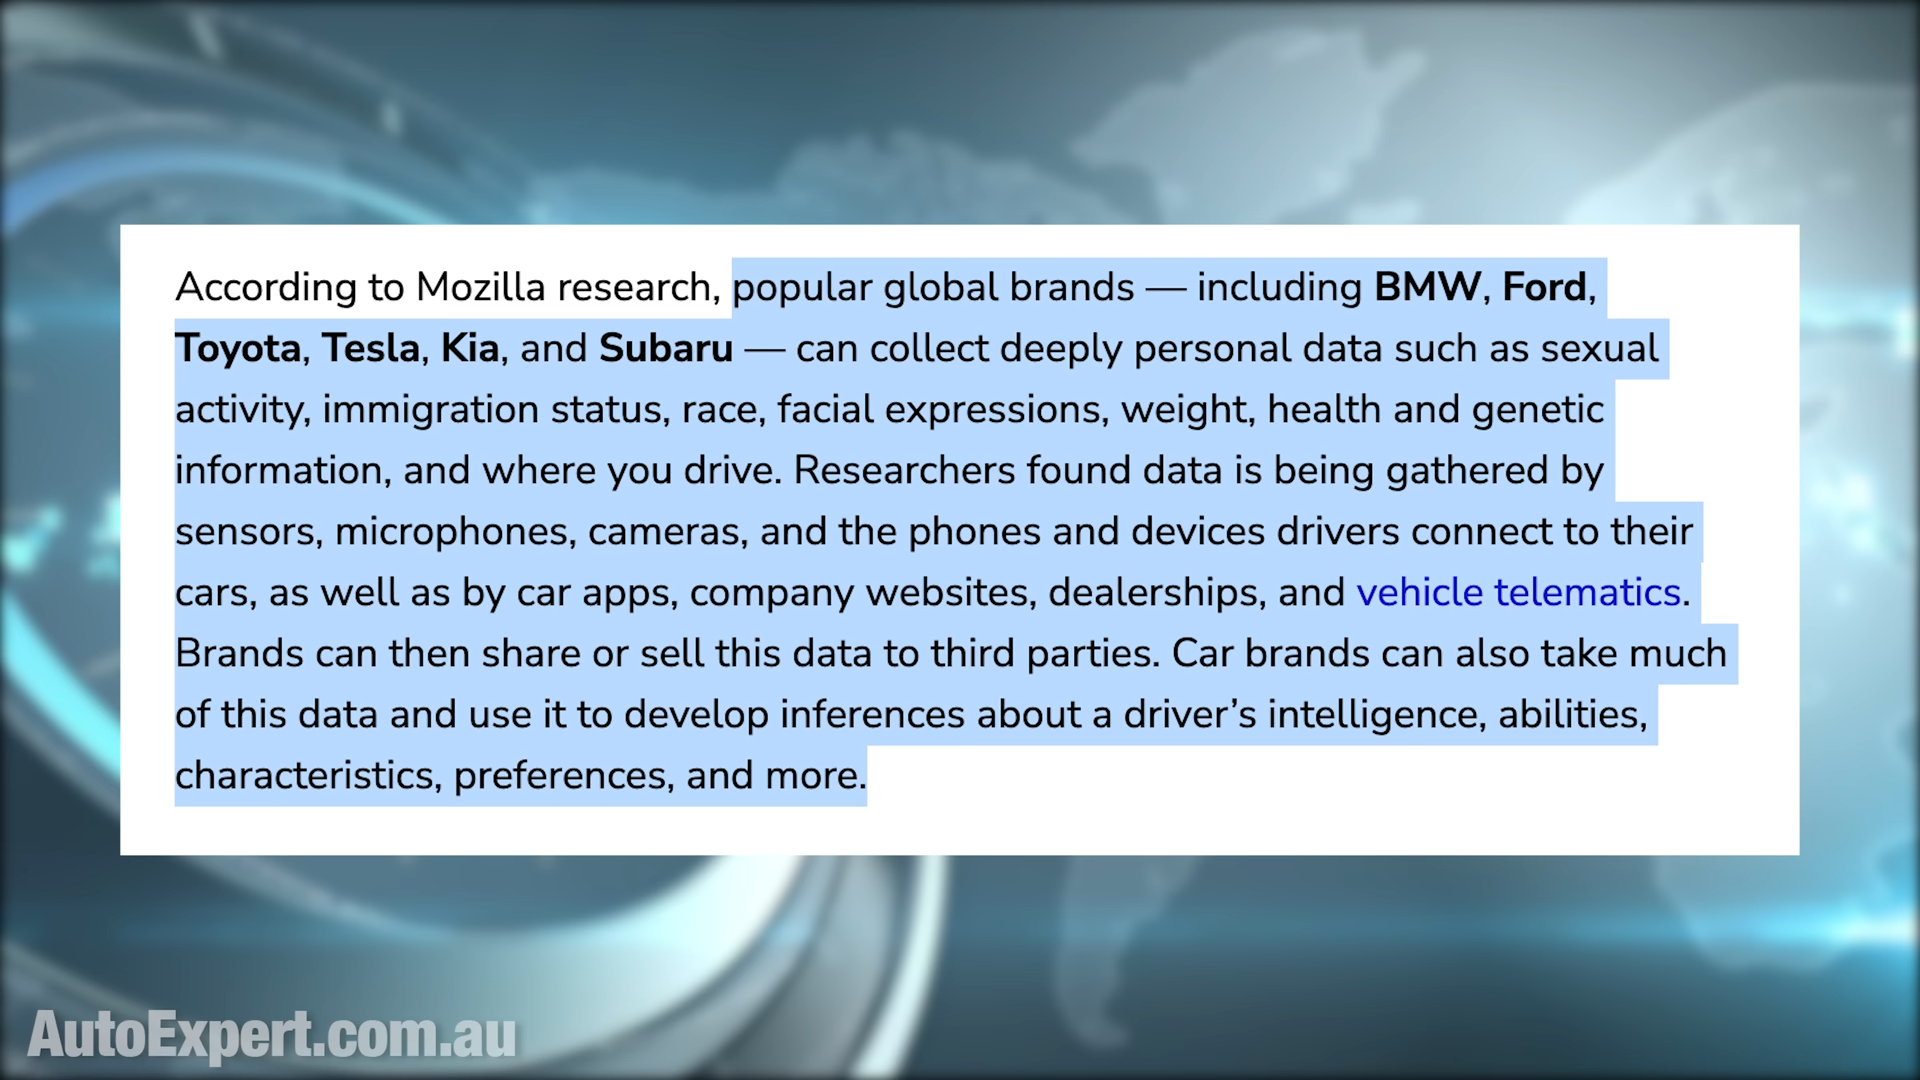 According to Mozilla research, popular global brands — including BMW, Ford,
Toyota, Tesla, Kia, and Subaru — can collect deeply personal data such as sexual
activity, immigration status, race, facial expressions, weight, health and genetic
information, and where you drive. Researchers found data is being gathered by
sensors, microphones, cameras, and the phones and devices drivers connect to their
cars, as well as by car apps, company websites, dealerships, and vehicle telematics.
Brands can then share or sell this data to third parties. Car brands can also take much
of this data and use it to develop inferences about a driver’s intelligence, abilities,
characteristics, preferences, and more.
AutoExpert.com.au